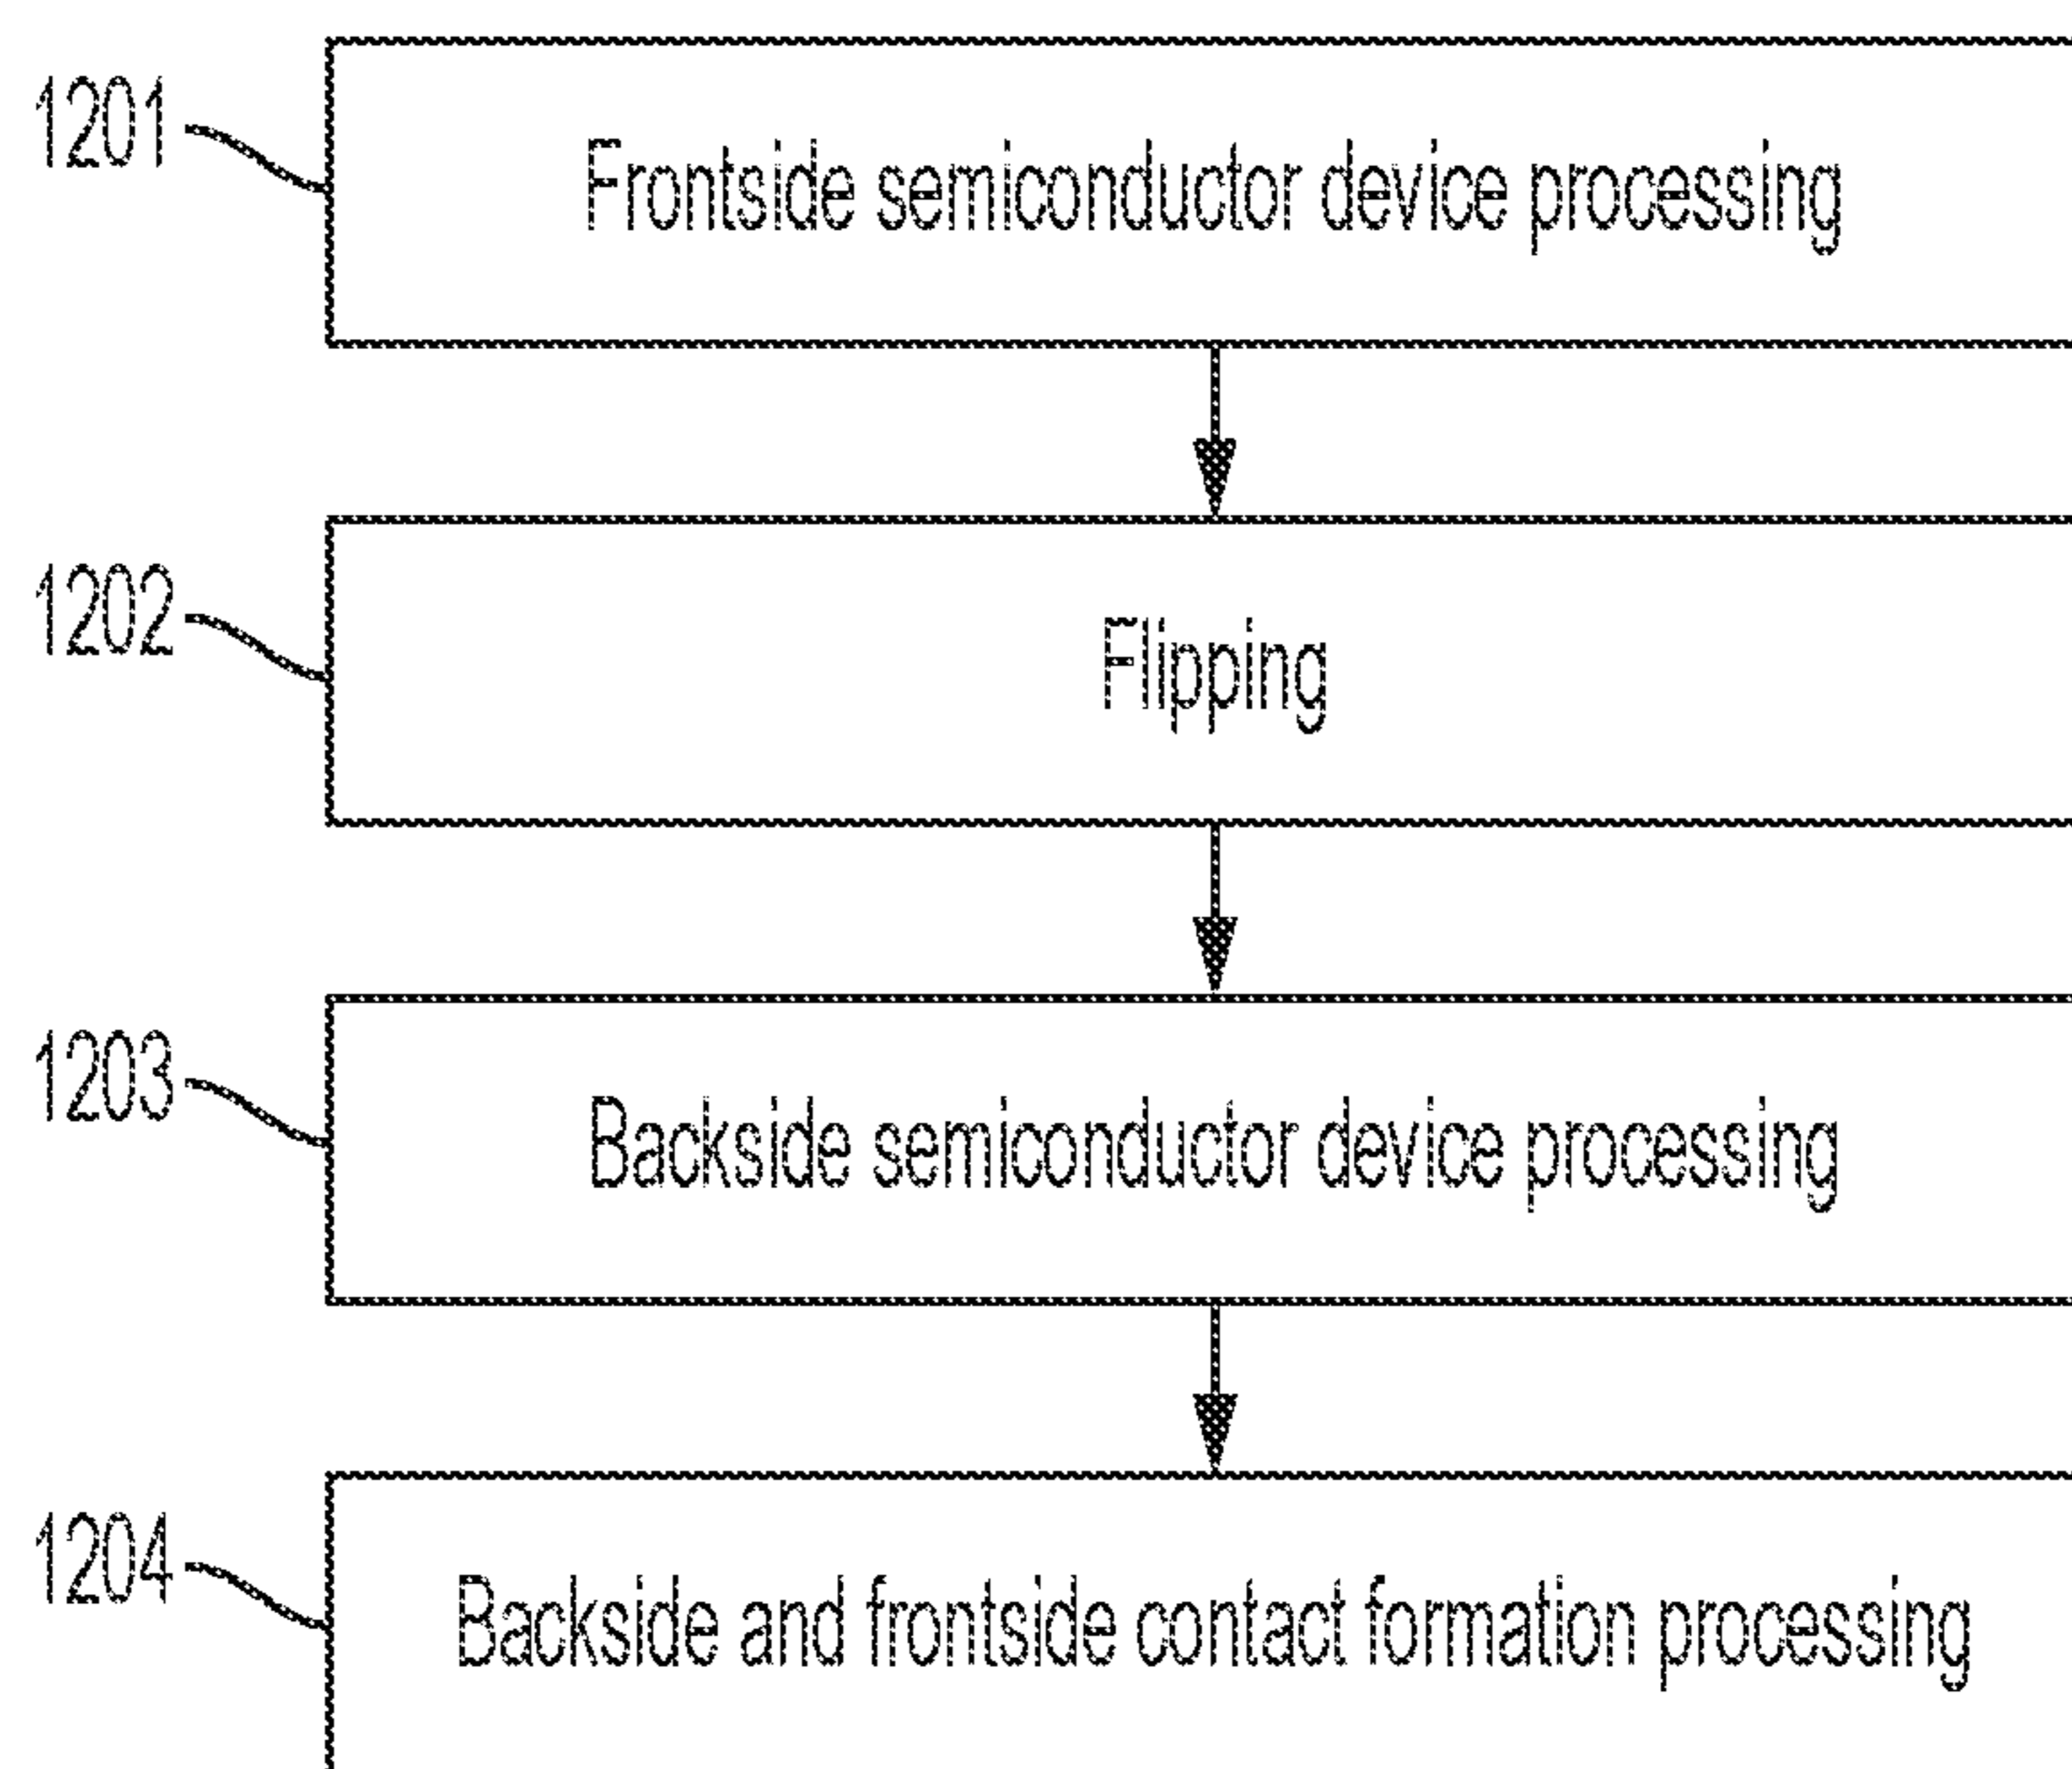 1201
Frontside semiconductor device processing
1202
Flipping
1203
Backside semiconductor device processing
1204
Backside and frontside contact formation processing